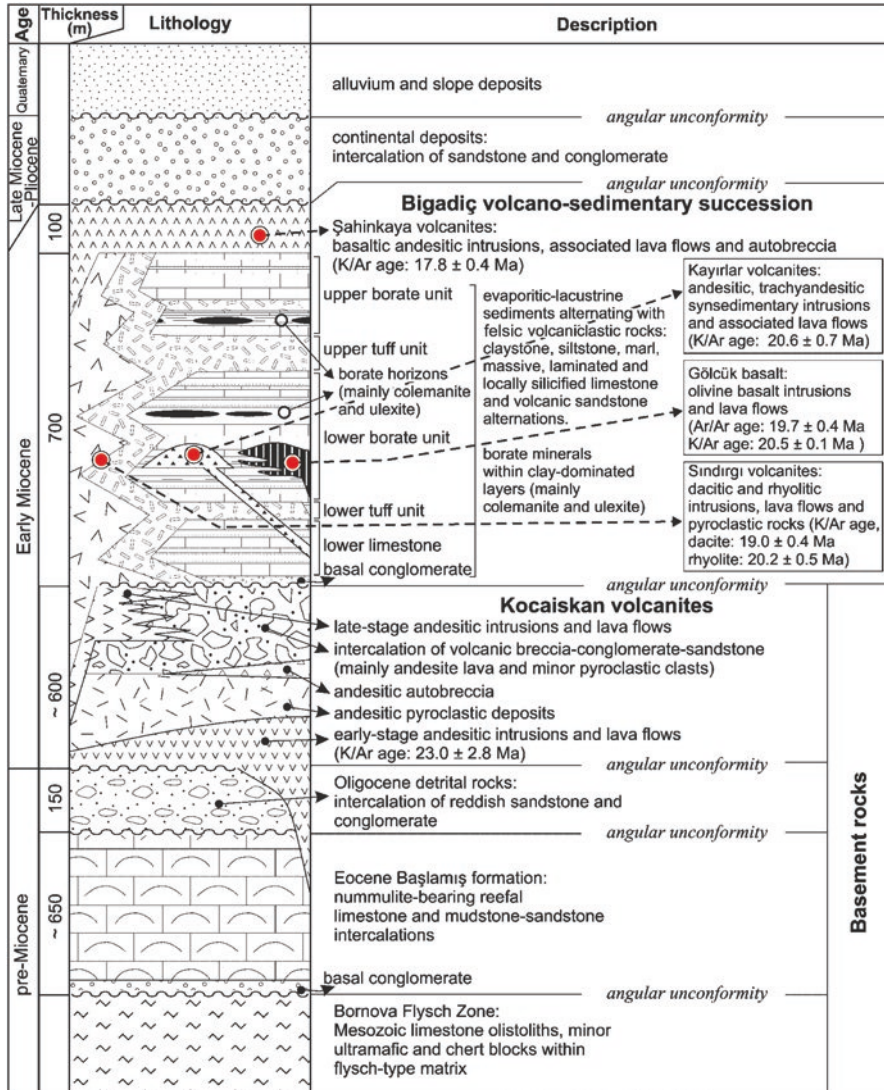 Age
Thickness
(m)
Lithology
Description
Quaternary
alluvium and slope deposits
angular unconformity
Late Miocene
-Pliocene
continental deposits:
intercalation of sandstone and conglomerate
angular unconformity
Bigadiç volcano-sedimentary succession
100
Şahinkaya volcanites:
basaltic andesitic intrusions, associated lava flows and autobreccia
(K/Ar age: 17.8 ± 0.4 Ma)
Early Miocene
700
upper borate unit
upper tuff unit
borate horizons
(mainly colemanite
and ulexite)
lower borate unit
lower tuff unit
lower limestone
basal conglomerate
evaporitic-lacustrine
sediments alternating with
felsic volcaniclastic rocks:
claystone, siltstone, marl,
massive, laminated and
locally silicified limestone
and volcanic sandstone
alternations.
borate minerals
within clay-dominated
layers (mainly
colemanite and ulexite)
Kayırlar volcanites:
andesitic, trachyandesitic
synsedimentary intrusions
and associated lava flows
(K/Ar age: 20.6 ± 0.7 Ma)
Gölcük basalt:
olivine basalt intrusions
and lava flows
(Ar/Ar age: 19.7 ± 0.4 Ma
K/Ar age: 20.5 ± 0.1 Ma )
Sındırgı volcanites:
dacitic and rhyolitic
intrusions, lava flows and
pyroclastic rocks (K/Ar age,
dacite: 19.0 ± 0.4 Ma
rhyolite: 20.2 ± 0.5 Ma)
angular unconformity
Kocaiskan volcanites
~ 600
late-stage andesitic intrusions and lava flows
intercalation of volcanic breccia-conglomerate-sandstone
(mainly andesite lava and minor pyroclastic clasts)
andesitic autobreccia
andesitic pyroclastic deposits
early-stage andesitic intrusions and lava flows
(K/Ar age: 23.0 ± 2.8 Ma)
angular unconformity
pre-Miocene
150
Oligocene detrital rocks:
intercalation of reddish sandstone and
conglomerate
angular unconformity
~ 650
Eocene Başlamış formation:
nummulite-bearing reefal
limestone and mudstone-sandstone
intercalations
basal conglomerate
angular unconformity
Bornova Flysch Zone:
Mesozoic limestone olistoliths, minor
ultramafic and chert blocks within
flysch-type matrix
Basement rocks